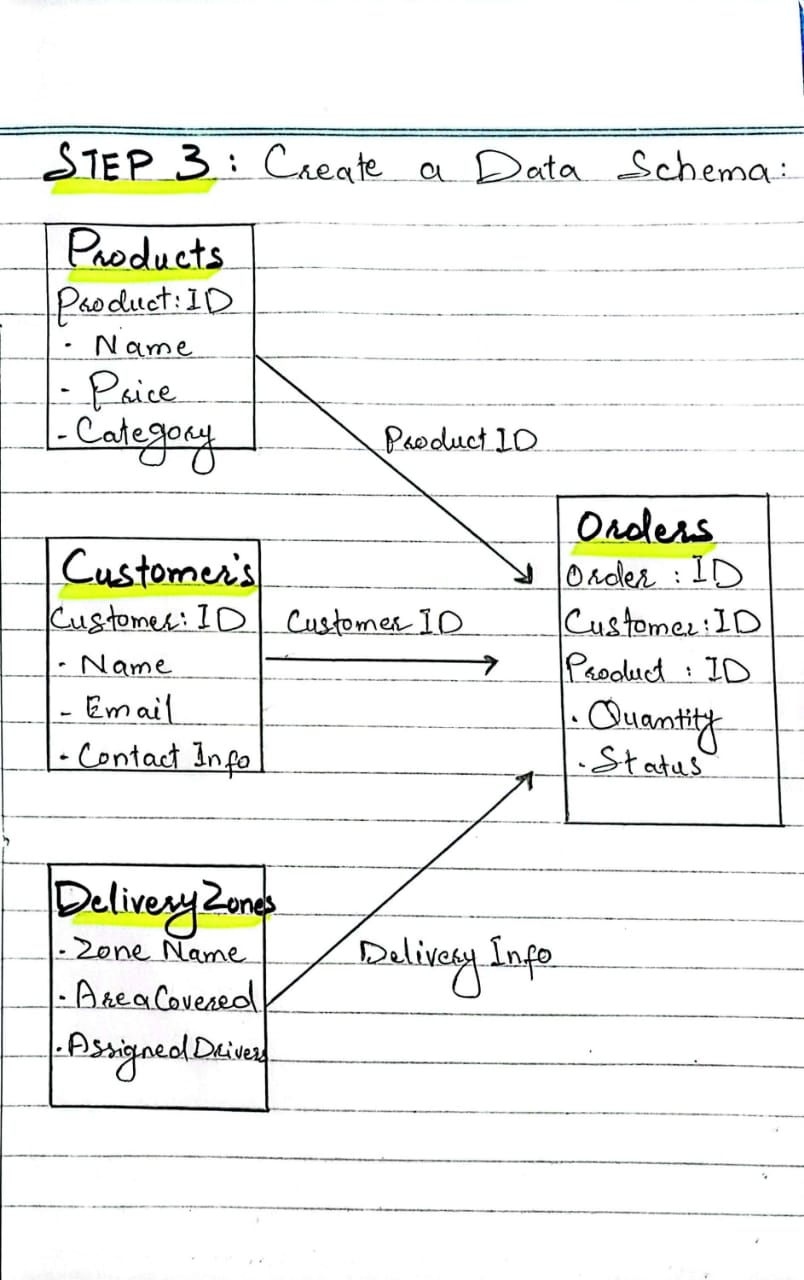 STEP 3: Create a Data Schema:
Products
Product:ID
· Name
- Price
- Category
Product ID
Customer's
Customer:ID
· Name
- Email
· Contact Info
Customer ID
Delivery Zones
· Zone Name
· Area Covered
· Assigned Drivers
Delivery Info
Orders
Order : ID
Customer:ID
Product : ID
· Quantity
· Status